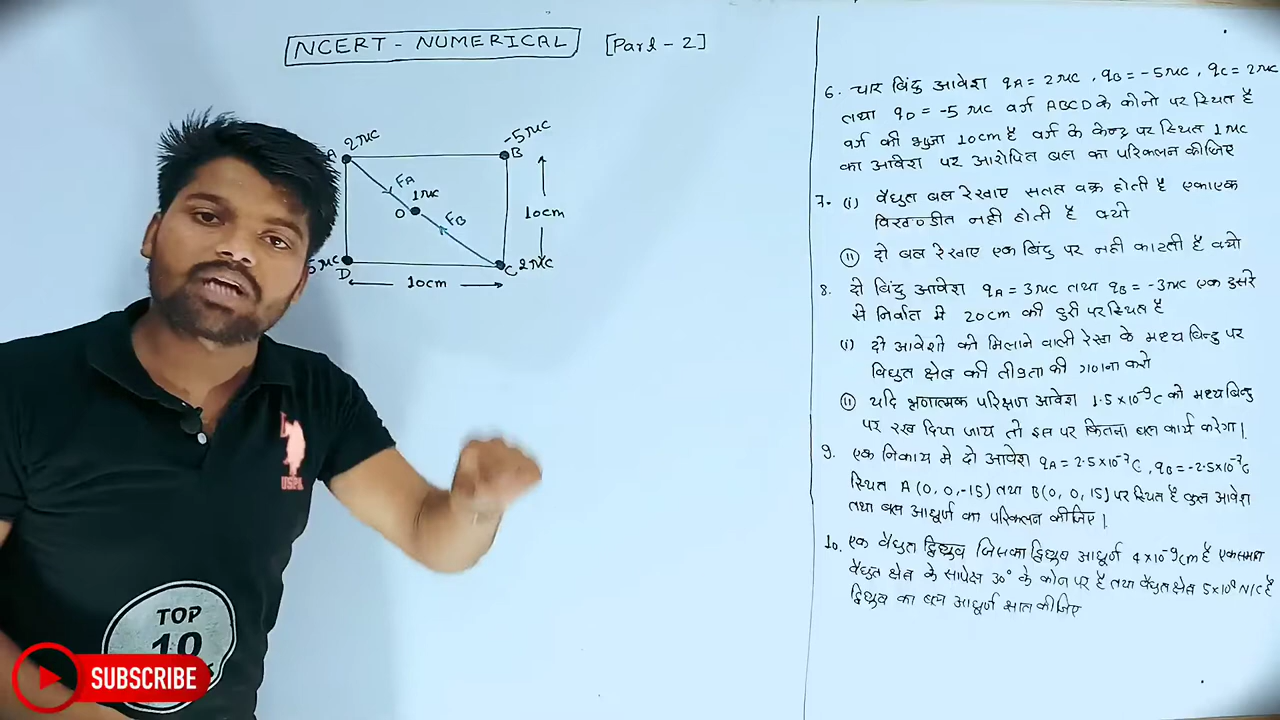 NCERT - NUMERICAL [Part - 2]
A 2μC
-5μC
B
FA
1μC
O
FB
10cm
5μC
D
C 2μC
10cm
6. चार बिंदु आवेश qA = 2μC, qB = -5μC, qC = 2μC
तथा qD = -5 μC वर्ग ABCD के कोनो पर स्थित है
वर्ग की भुजा 10cm है वर्ग के केन्द्र पर स्थित 1μC
का आवेश पर आरोपित बल का परिकलन कीजिए
7. (i) वैधुत बल रेखाए सतत वक्र होती है एकाएक
विखण्डीत नही होती है क्यो
(ii) दो बल रेखाए एक बिंदु पर नही काटती है क्यो
8. दो बिंदु आवेश qA = 3μC तथा qB = -3μC एक दुसरे
से निर्वात मे 20cm की दुरी पर स्थित है
(i) दो आवेशो को मिलाने वाली रेखा के मध्य बिन्दु पर
विधुत क्षेत्र की तीव्रता की गणना करो
(ii) यदि ऋणात्मक परिक्षण आवेश 1.5×10⁻⁹C को मध्य बिन्दु
पर रख दिया जाय तो इस पर कितना बल कार्य करेगा।
9. एक निकाय मे दो आवेश qA = 2.5×10⁻⁷C, qB = -2.5×10⁻⁷C
स्थित A(0, 0,-15) तथा B(0, 0, 15) पर स्थित है कुल आवेश
तथा बल आधूर्ण का परिकलन कीजिए।
10. एक वैधुत द्विध्रुव जिसका द्विध्रुव आधूर्ण 4×10⁻⁹cm है एकसमान
वैधुत क्षेत्र के सापेक्ष 30° के कोन पर है तथा वैधुत क्षेत्र N/C है
द्विध्रुव का बल आधूर्ण ज्ञात कीजिए
USPA
TOP
10
SUBSCRIBE